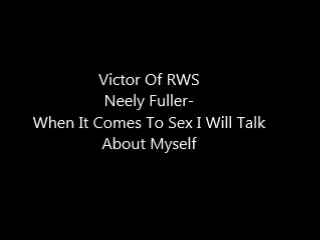 Victor Of RWS
Neely Fuller-
When It Comes To Sex I Will Talk
About Myself